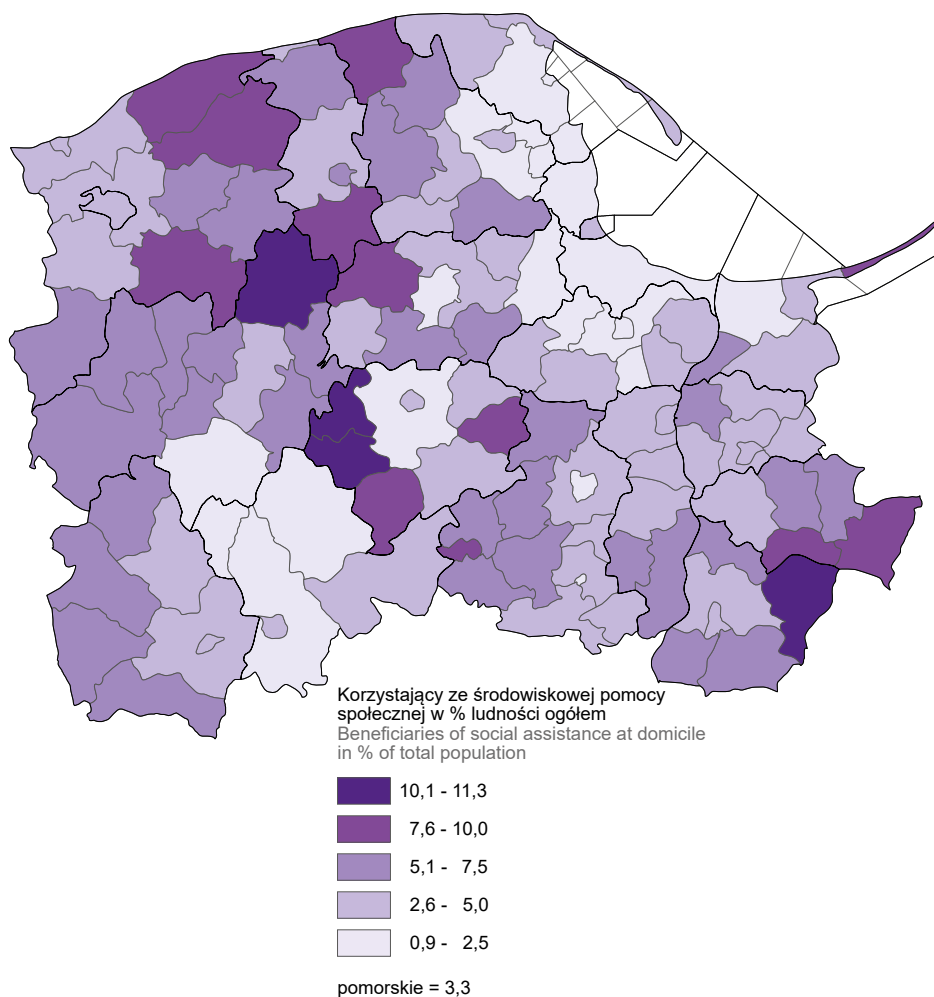 Korzystający ze środowiskowej pomocy
społecznej w % ludności ogółem
Beneficiaries of social assistance at domicile
in % of total population
10,1 - 11,3
7,6 - 10,0
5,1 - 7,5
2,6 - 5,0
0,9 - 2,5
pomorskie = 3,3